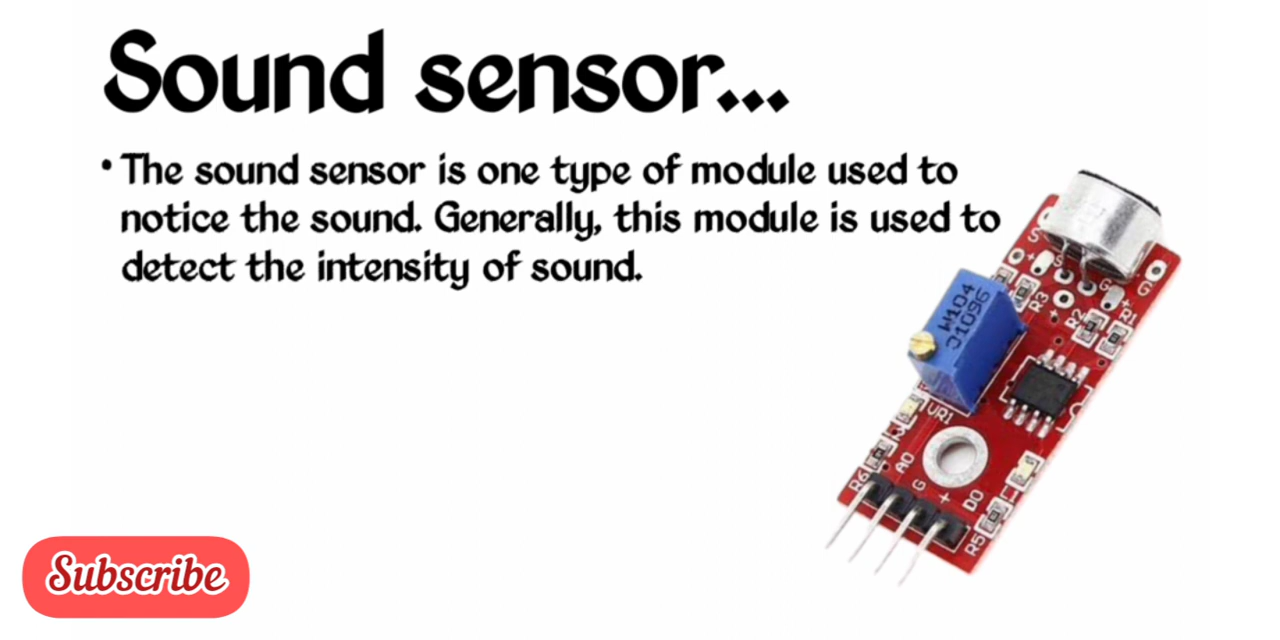 Sound sensor...
• The sound sensor is one type of module used to
notice the sound. Generally, this module is used to
detect the intensity of sound.
W104
J1096
S
S
+
G
G
+
R3
R2
R1
VR1
R6
AO
G
+
DO
L1
R5
Subscribe